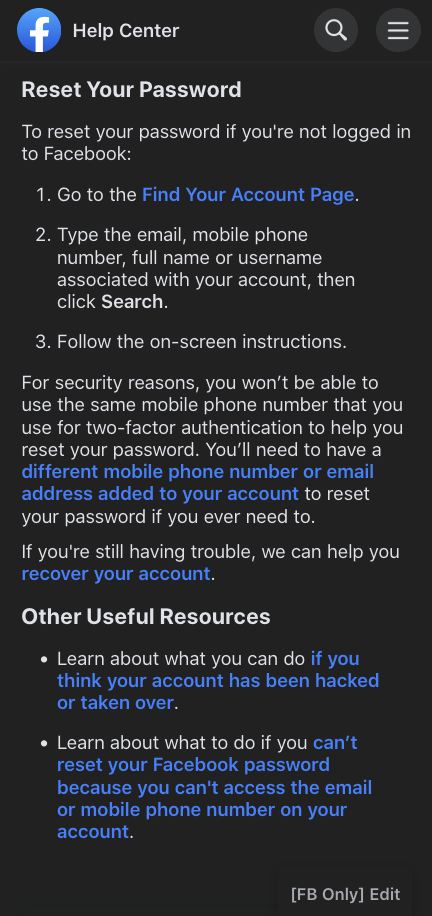 Help Center
Reset Your Password
To reset your password if you're not logged in
to Facebook:
1. Go to the Find Your Account Page.
2. Type the email, mobile phone
number, full name or username
associated with your account, then
click Search.
3. Follow the on-screen instructions.
For security reasons, you won’t be able to
use the same mobile phone number that you
use for two-factor authentication to help you
reset your password. You’ll need to have a
different mobile phone number or email
address added to your account to reset
your password if you ever need to.
If you're still having trouble, we can help you
recover your account.
Other Useful Resources
• Learn about what you can do if you
think your account has been hacked
or taken over.
• Learn about what to do if you can’t
reset your Facebook password
because you can't access the email
or mobile phone number on your
account.
[FB Only] Edit